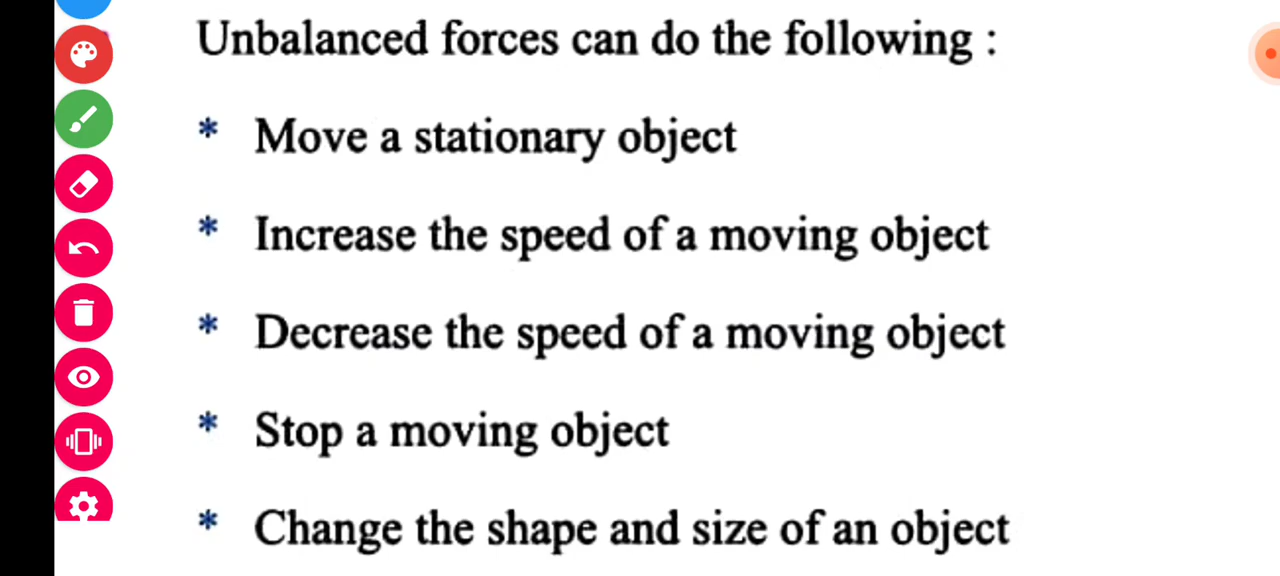 Unbalanced forces can do the following :
* Move a stationary object
* Increase the speed of a moving object
* Decrease the speed of a moving object
* Stop a moving object
* Change the shape and size of an object